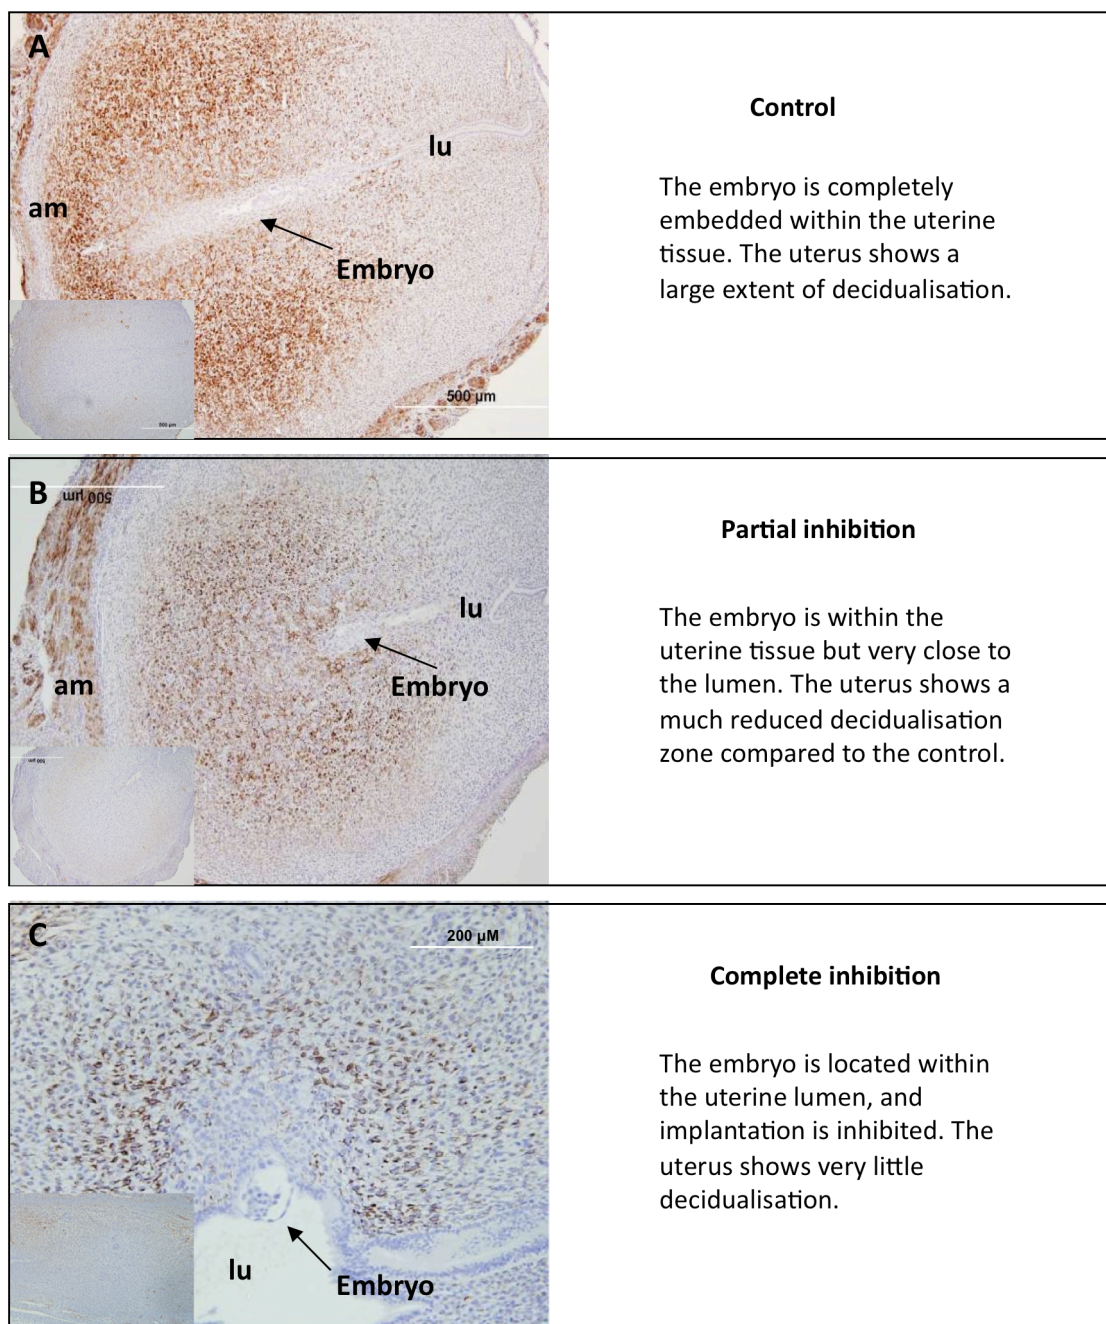 A
Control
lu
The embryo is completely
embedded within the uterine
tissue. The uterus shows a
large extent of decidualisation.
am
Embryo
500 µm
500 µm
B
500 µm
Partial inhibition
lu
The embryo is within the
uterine tissue but very close to
the lumen. The uterus shows a
much reduced decidualisation
zone compared to the control.
am
Embryo
500 µm
C
200 µM
Complete inhibition
The embryo is located within
the uterine lumen, and
implantation is inhibited. The
uterus shows very little
decidualisation.
lu
Embryo